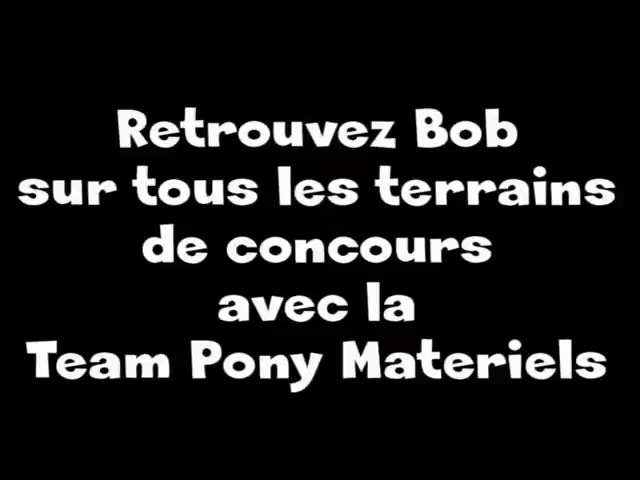 Retrouvez Bob
sur tous les terrains
de concours
avec la
Team Pony Materiels